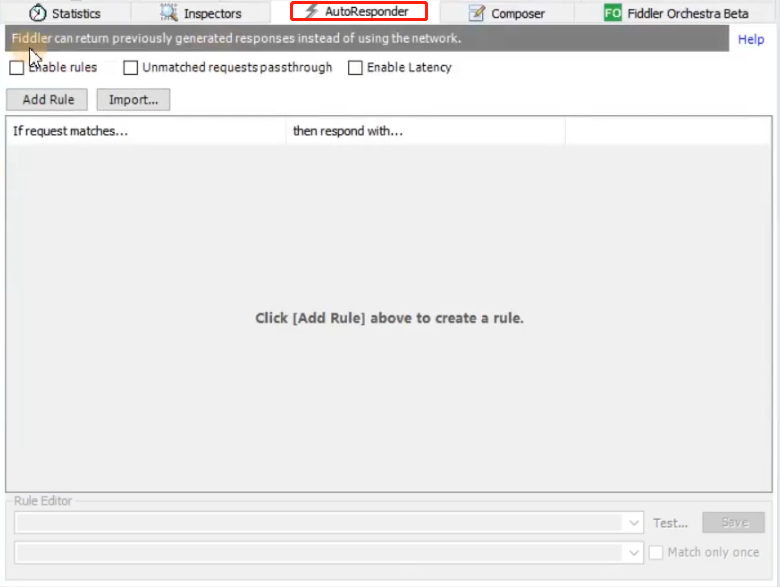 Statistics Inspectors AutoResponder Composer FO Fiddler Orchestra Beta
Fiddler can return previously generated responses instead of using the network. Help
Enable rules Unmatched requests passthrough Enable Latency
Add Rule Import...
If request matches... then respond with...
Click [Add Rule] above to create a rule.
Rule Editor
Test... Save
Match only once